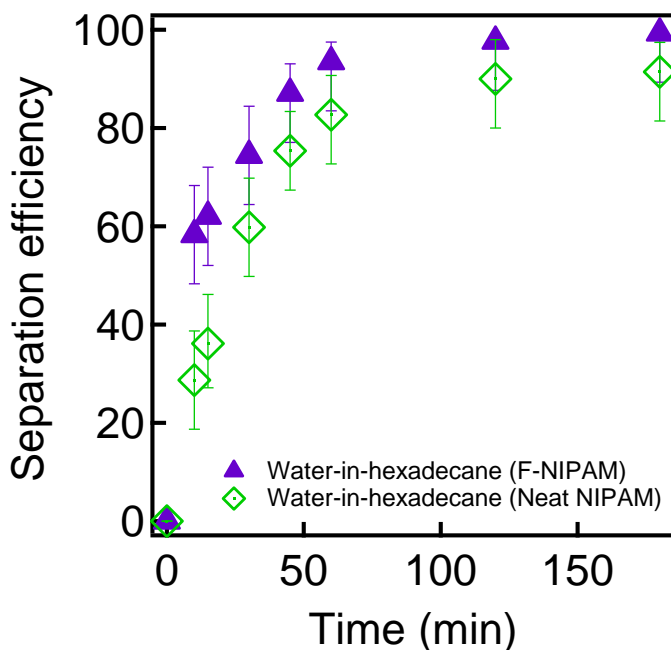 Separation efficiency
100
80
60
40
20
0
Water-in-hexadecane (F-NIPAM)
Water-in-hexadecane (Neat NIPAM)
0 50 100 150
Time (min)